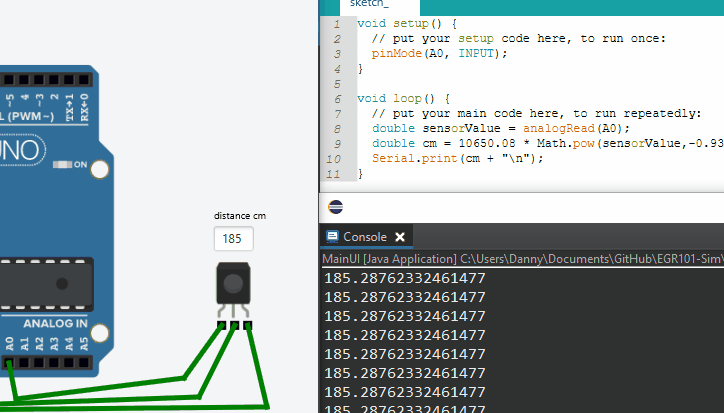 ~5
~3
~6
4
2
TX→1
RX←0
L (PWM~)
UNO
ON
ANALOG IN
A0
A1
A2
A3
A4
A5
distance cm
185
sketch_
1 void setup() {
2 // put your setup code here, to run once:
3 pinMode(A0, INPUT);
4 }
5
6 void loop() {
7 // put your main code here, to run repeatedly:
8 double sensorValue = analogRead(A0);
9 double cm = 10650.08 * Math.pow(sensorValue,-0.93
10 Serial.print(cm + "\n");
11 }
Console
MainUI [Java Application] C:\Users\Danny\Documents\GitHub\EGR101-Sim\
185.28762332461477
185.28762332461477
185.28762332461477
185.28762332461477
185.28762332461477
185.28762332461477
185.28762332461477
185.28762332461477